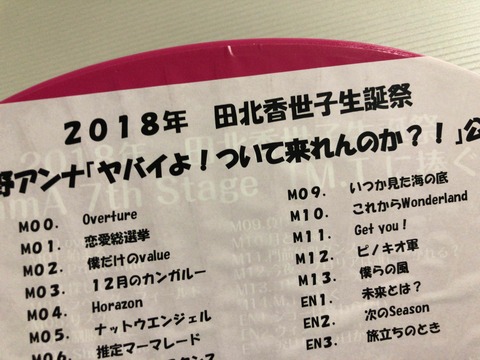 2018年 田北香世子生誕祭
野アンナ「ヤバイよ!ついて来れんのか?!」公
M00. Overture
M01. 恋愛総選挙
M02. 僕だけのvalue
M03. 12月のカンガルー
M04. Horazon
M05. ナットウエンジェル
M06. 推定マーマレード
M09. いつか見た海の底
M10. これからWonderland
M11. Get you!
M12. ピノキオ軍
M13. 僕らの風
EN1. 未来とは?
EN2. 次のSeason
EN3. 旅立ちのとき